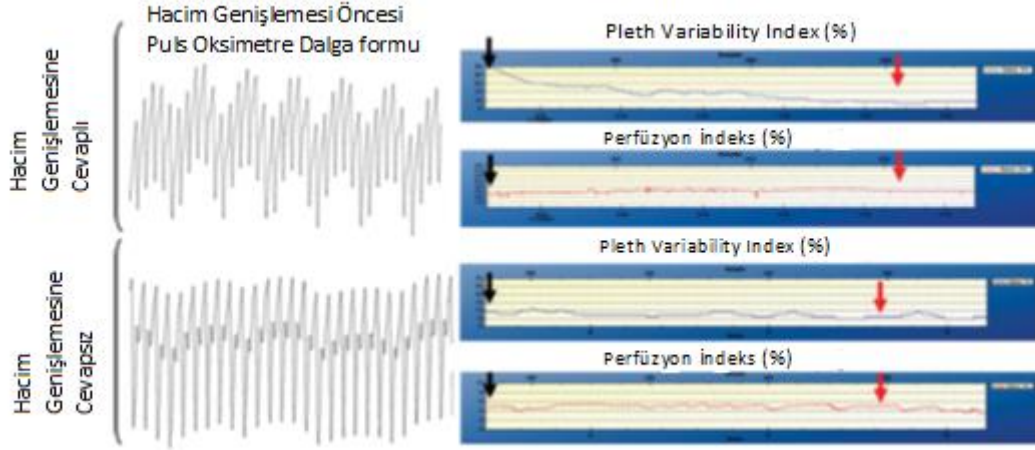 Hacim Genişlemesi Öncesi
Puls Oksimetre Dalga formu
Hacim
Genişlemesine
Cevaplı
Pleth Variability Index (%)
Perfüzyon İndeks (%)
Hacim
Genişlemesine
Cevapsız
Pleth Variability Index (%)
Perfüzyon İndeks (%)